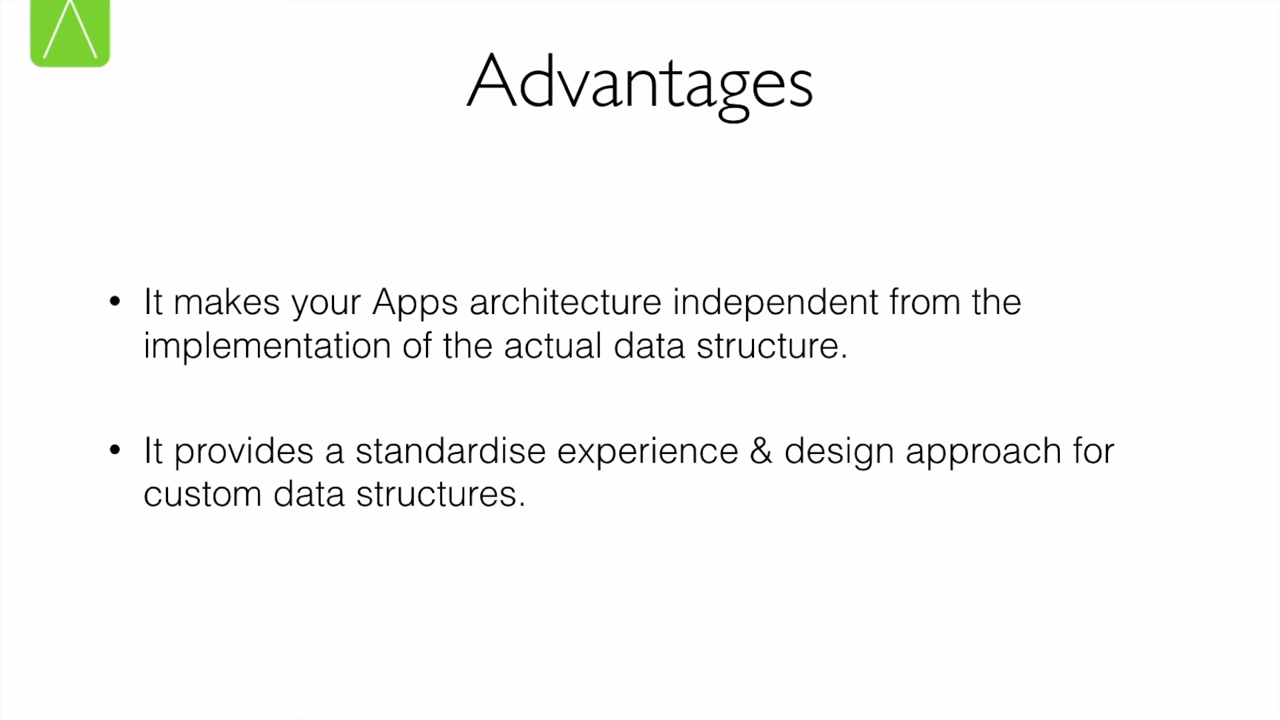 Advantages
• It makes your Apps architecture independent from the
implementation of the actual data structure.
• It provides a standardise experience & design approach for
custom data structures.